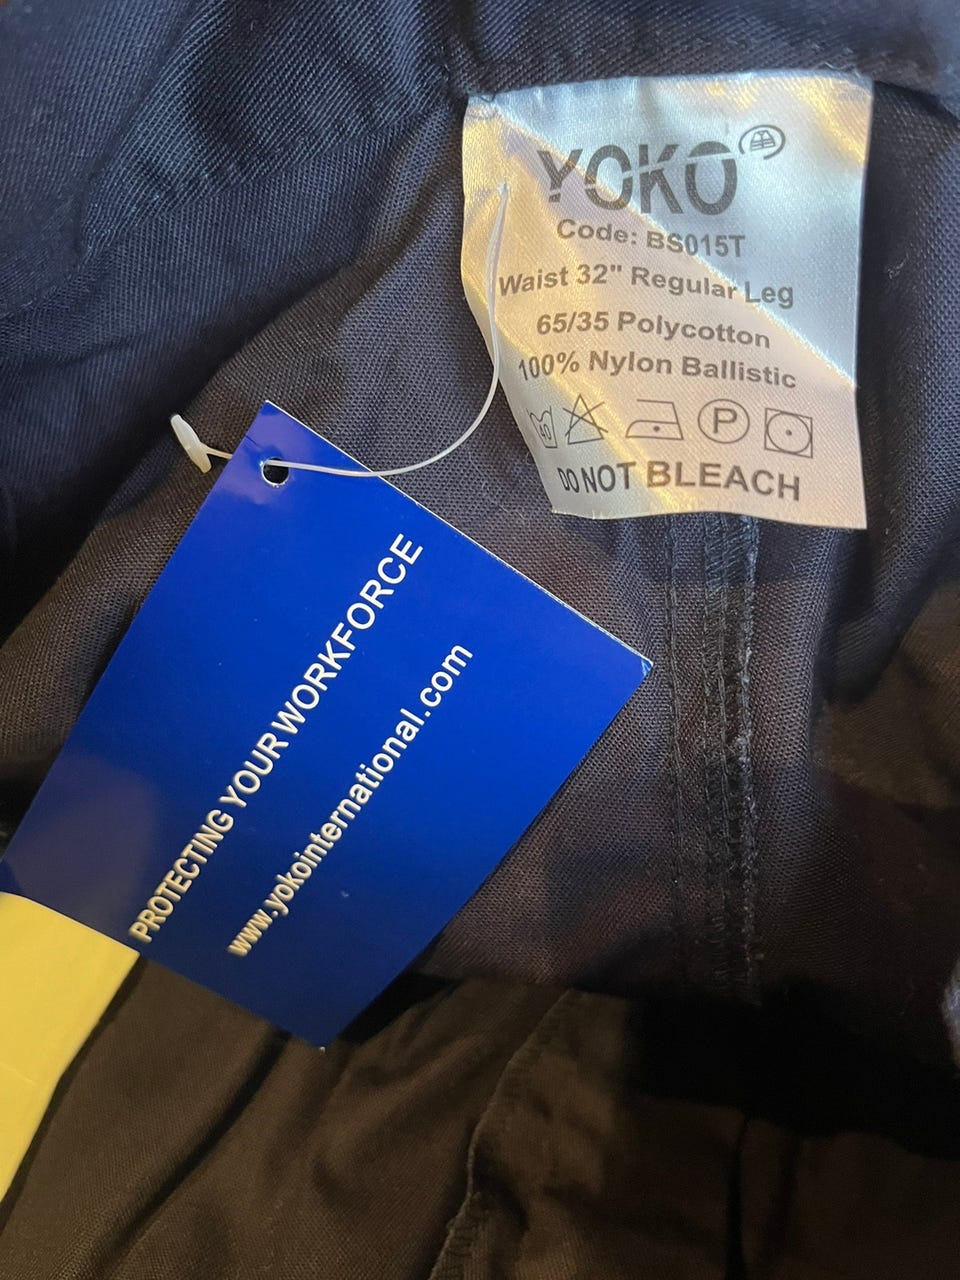 YOKO
Code: BS015T
Waist 32" Regular Leg
65/35 Polycotton
100% Nylon Ballistic
45 P
DO NOT BLEACH
PROTECTING YOUR WORKFORCE
www.yokointernational.com